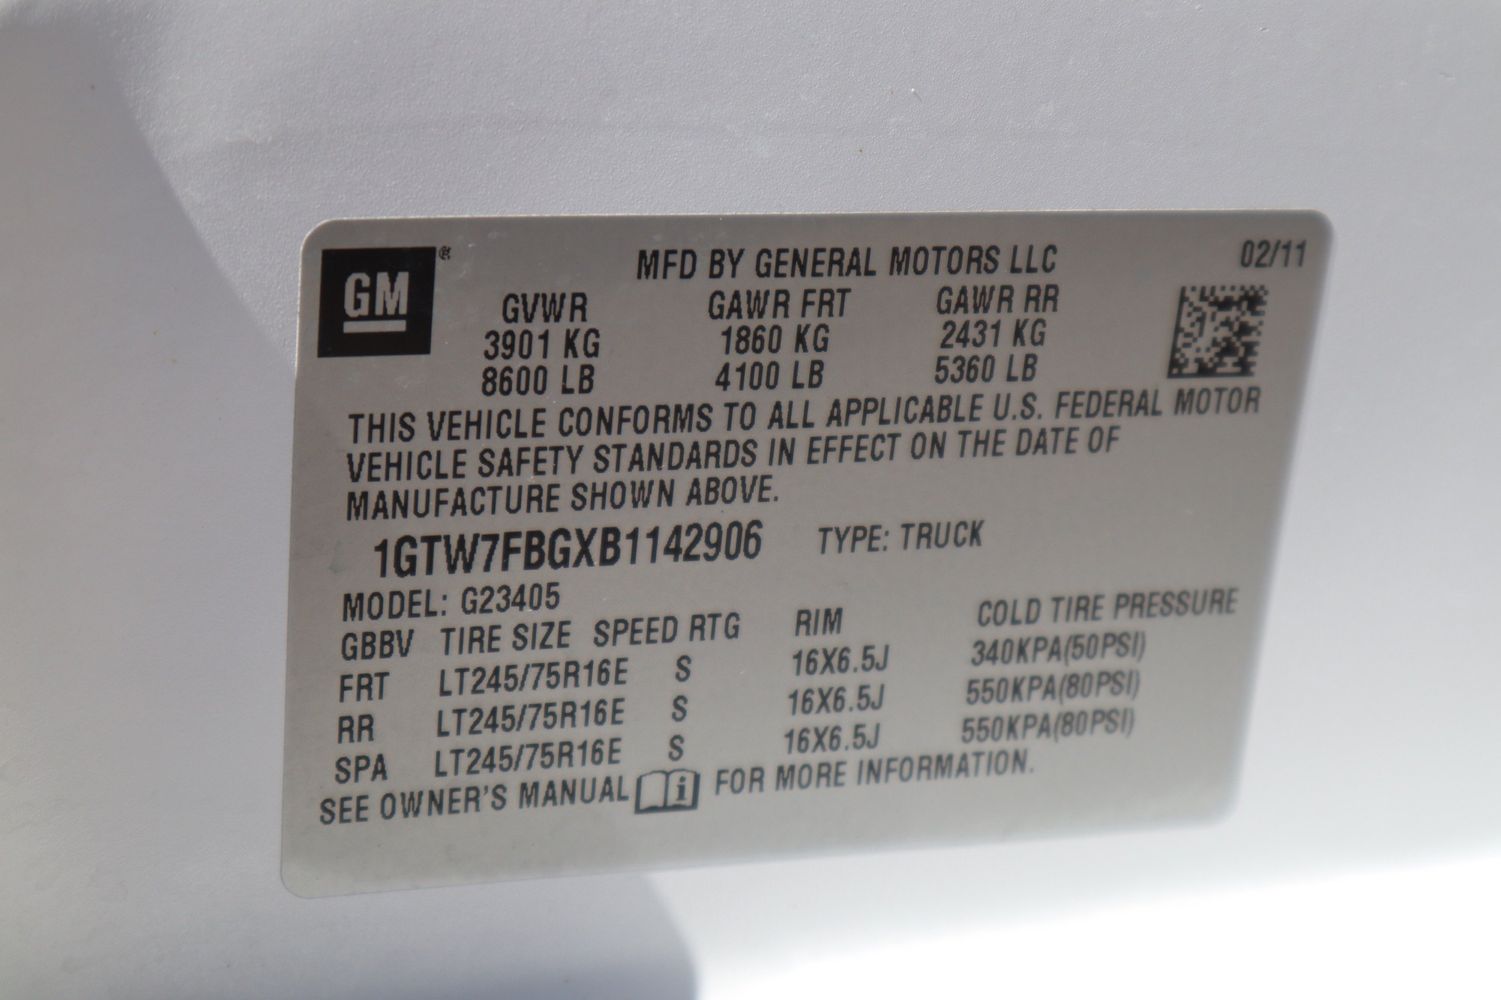 GM® MFD BY GENERAL MOTORS LLC 02/11
GVWR GAWR FRT GAWR RR
3901 KG 1860 KG 2431 KG
8600 LB 4100 LB 5360 LB
THIS VEHICLE CONFORMS TO ALL APPLICABLE U.S. FEDERAL MOTOR
VEHICLE SAFETY STANDARDS IN EFFECT ON THE DATE OF
MANUFACTURE SHOWN ABOVE.
1GTW7FBGXB1142906 TYPE: TRUCK
MODEL: G23405
GBBV TIRE SIZE SPEED RTG RIM COLD TIRE PRESSURE
FRT LT245/75R16E S 16X6.5J 340KPA(50PSI)
RR LT245/75R16E S 16X6.5J 550KPA(80PSI)
SPA LT245/75R16E S 16X6.5J 550KPA(80PSI)
SEE OWNER'S MANUAL i FOR MORE INFORMATION.